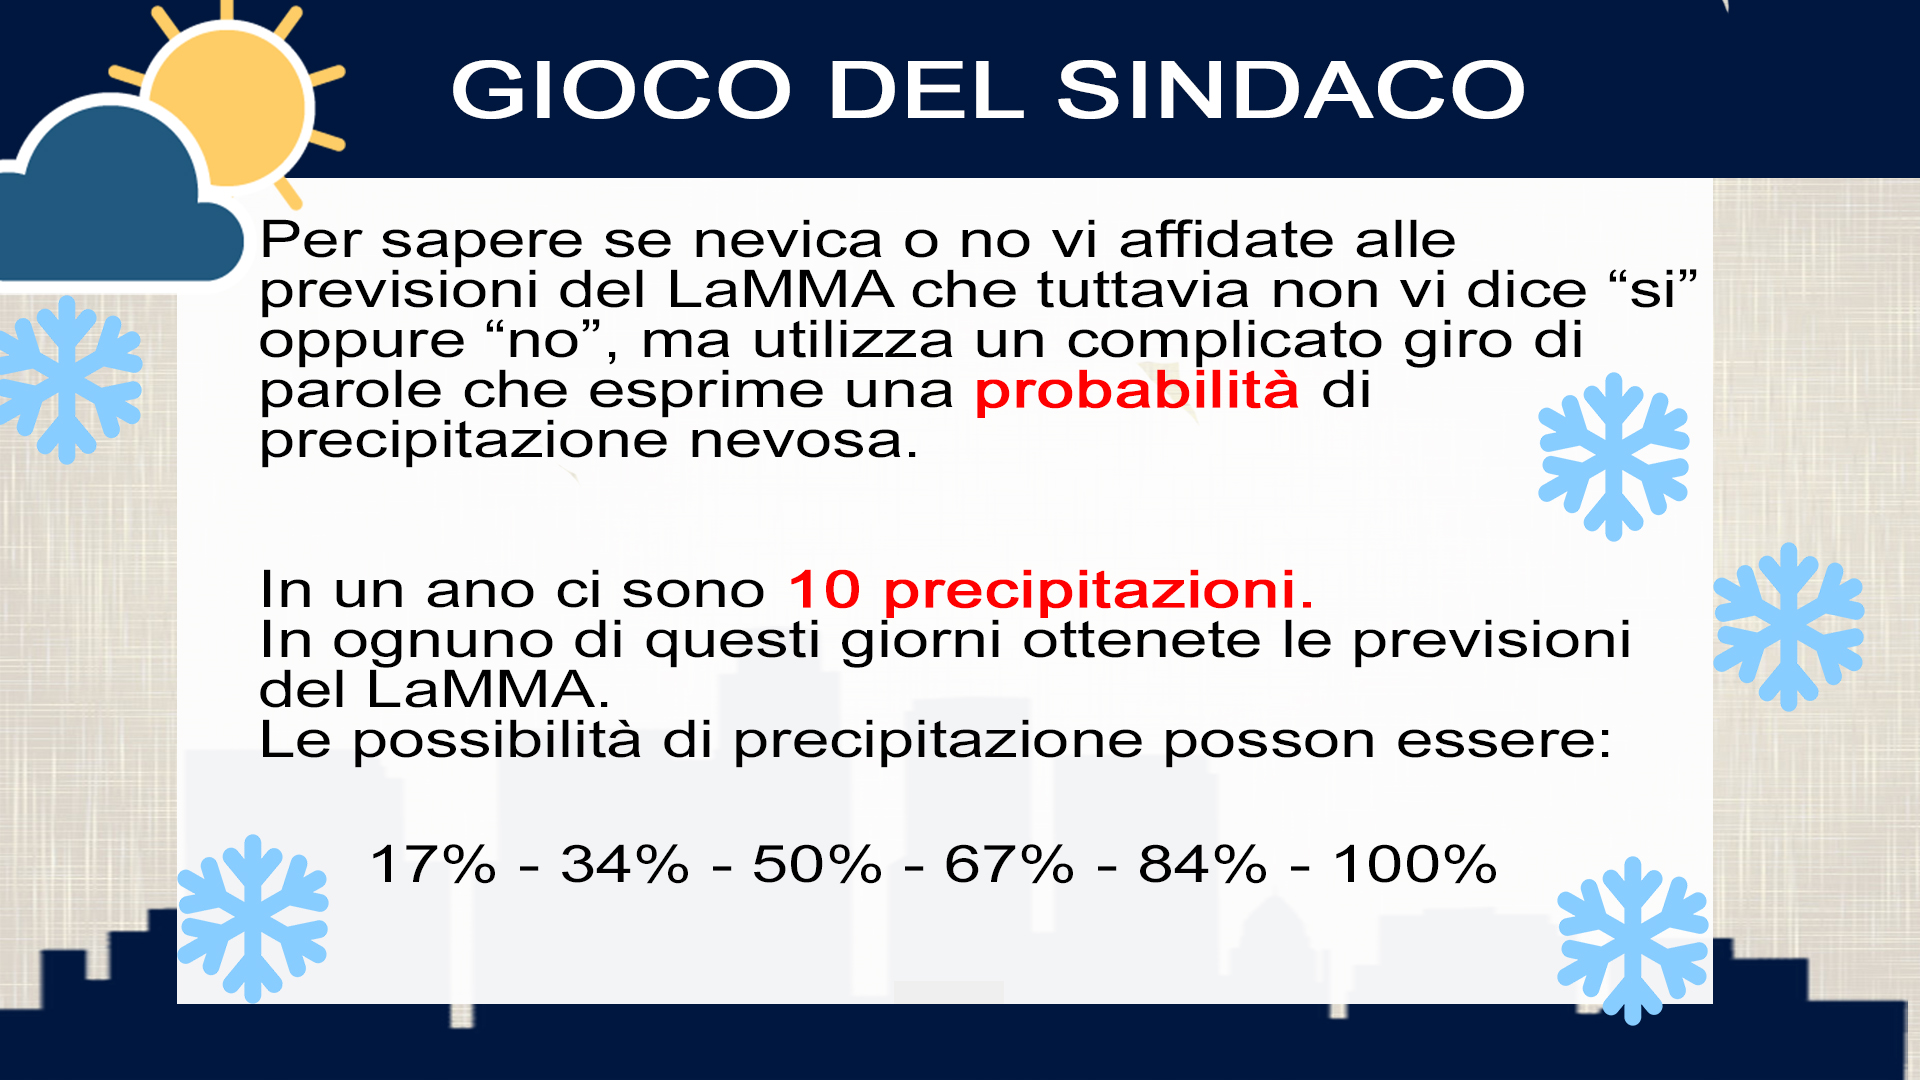 GIOCO DEL SINDACO
Per sapere se nevica o no vi affidate alle
previsioni del LaMMA che tuttavia non vi dice “si”
oppure “no”, ma utilizza un complicato giro di
parole che esprime una probabilità di
precipitazione nevosa.
In un ano ci sono 10 precipitazioni.
In ognuno di questi giorni ottenete le previsioni
del LaMMA.
Le possibilità di precipitazione posson essere:
17% - 34% - 50% - 67% - 84% - 100%